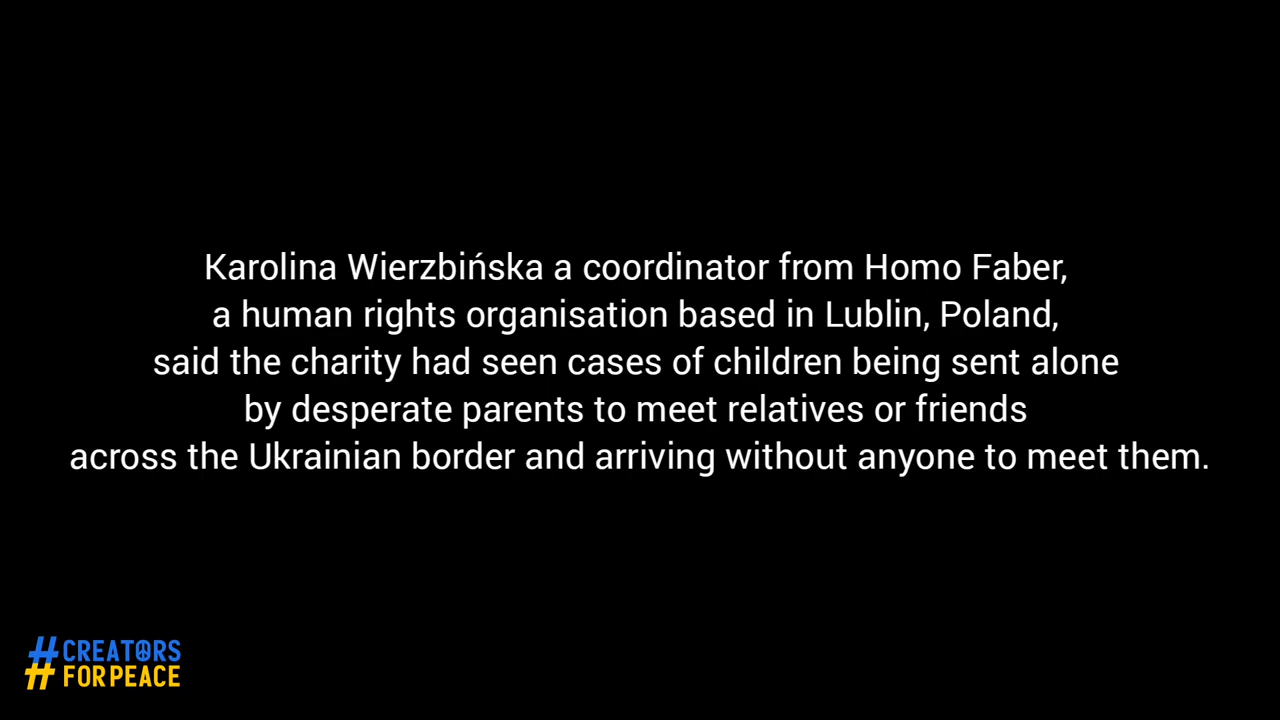 Karolina Wierzbińska a coordinator from Homo Faber,
a human rights organisation based in Lublin, Poland,
said the charity had seen cases of children being sent alone
by desperate parents to meet relatives or friends
across the Ukrainian border and arriving without anyone to meet them.
#CREATORS
#FORPEACE